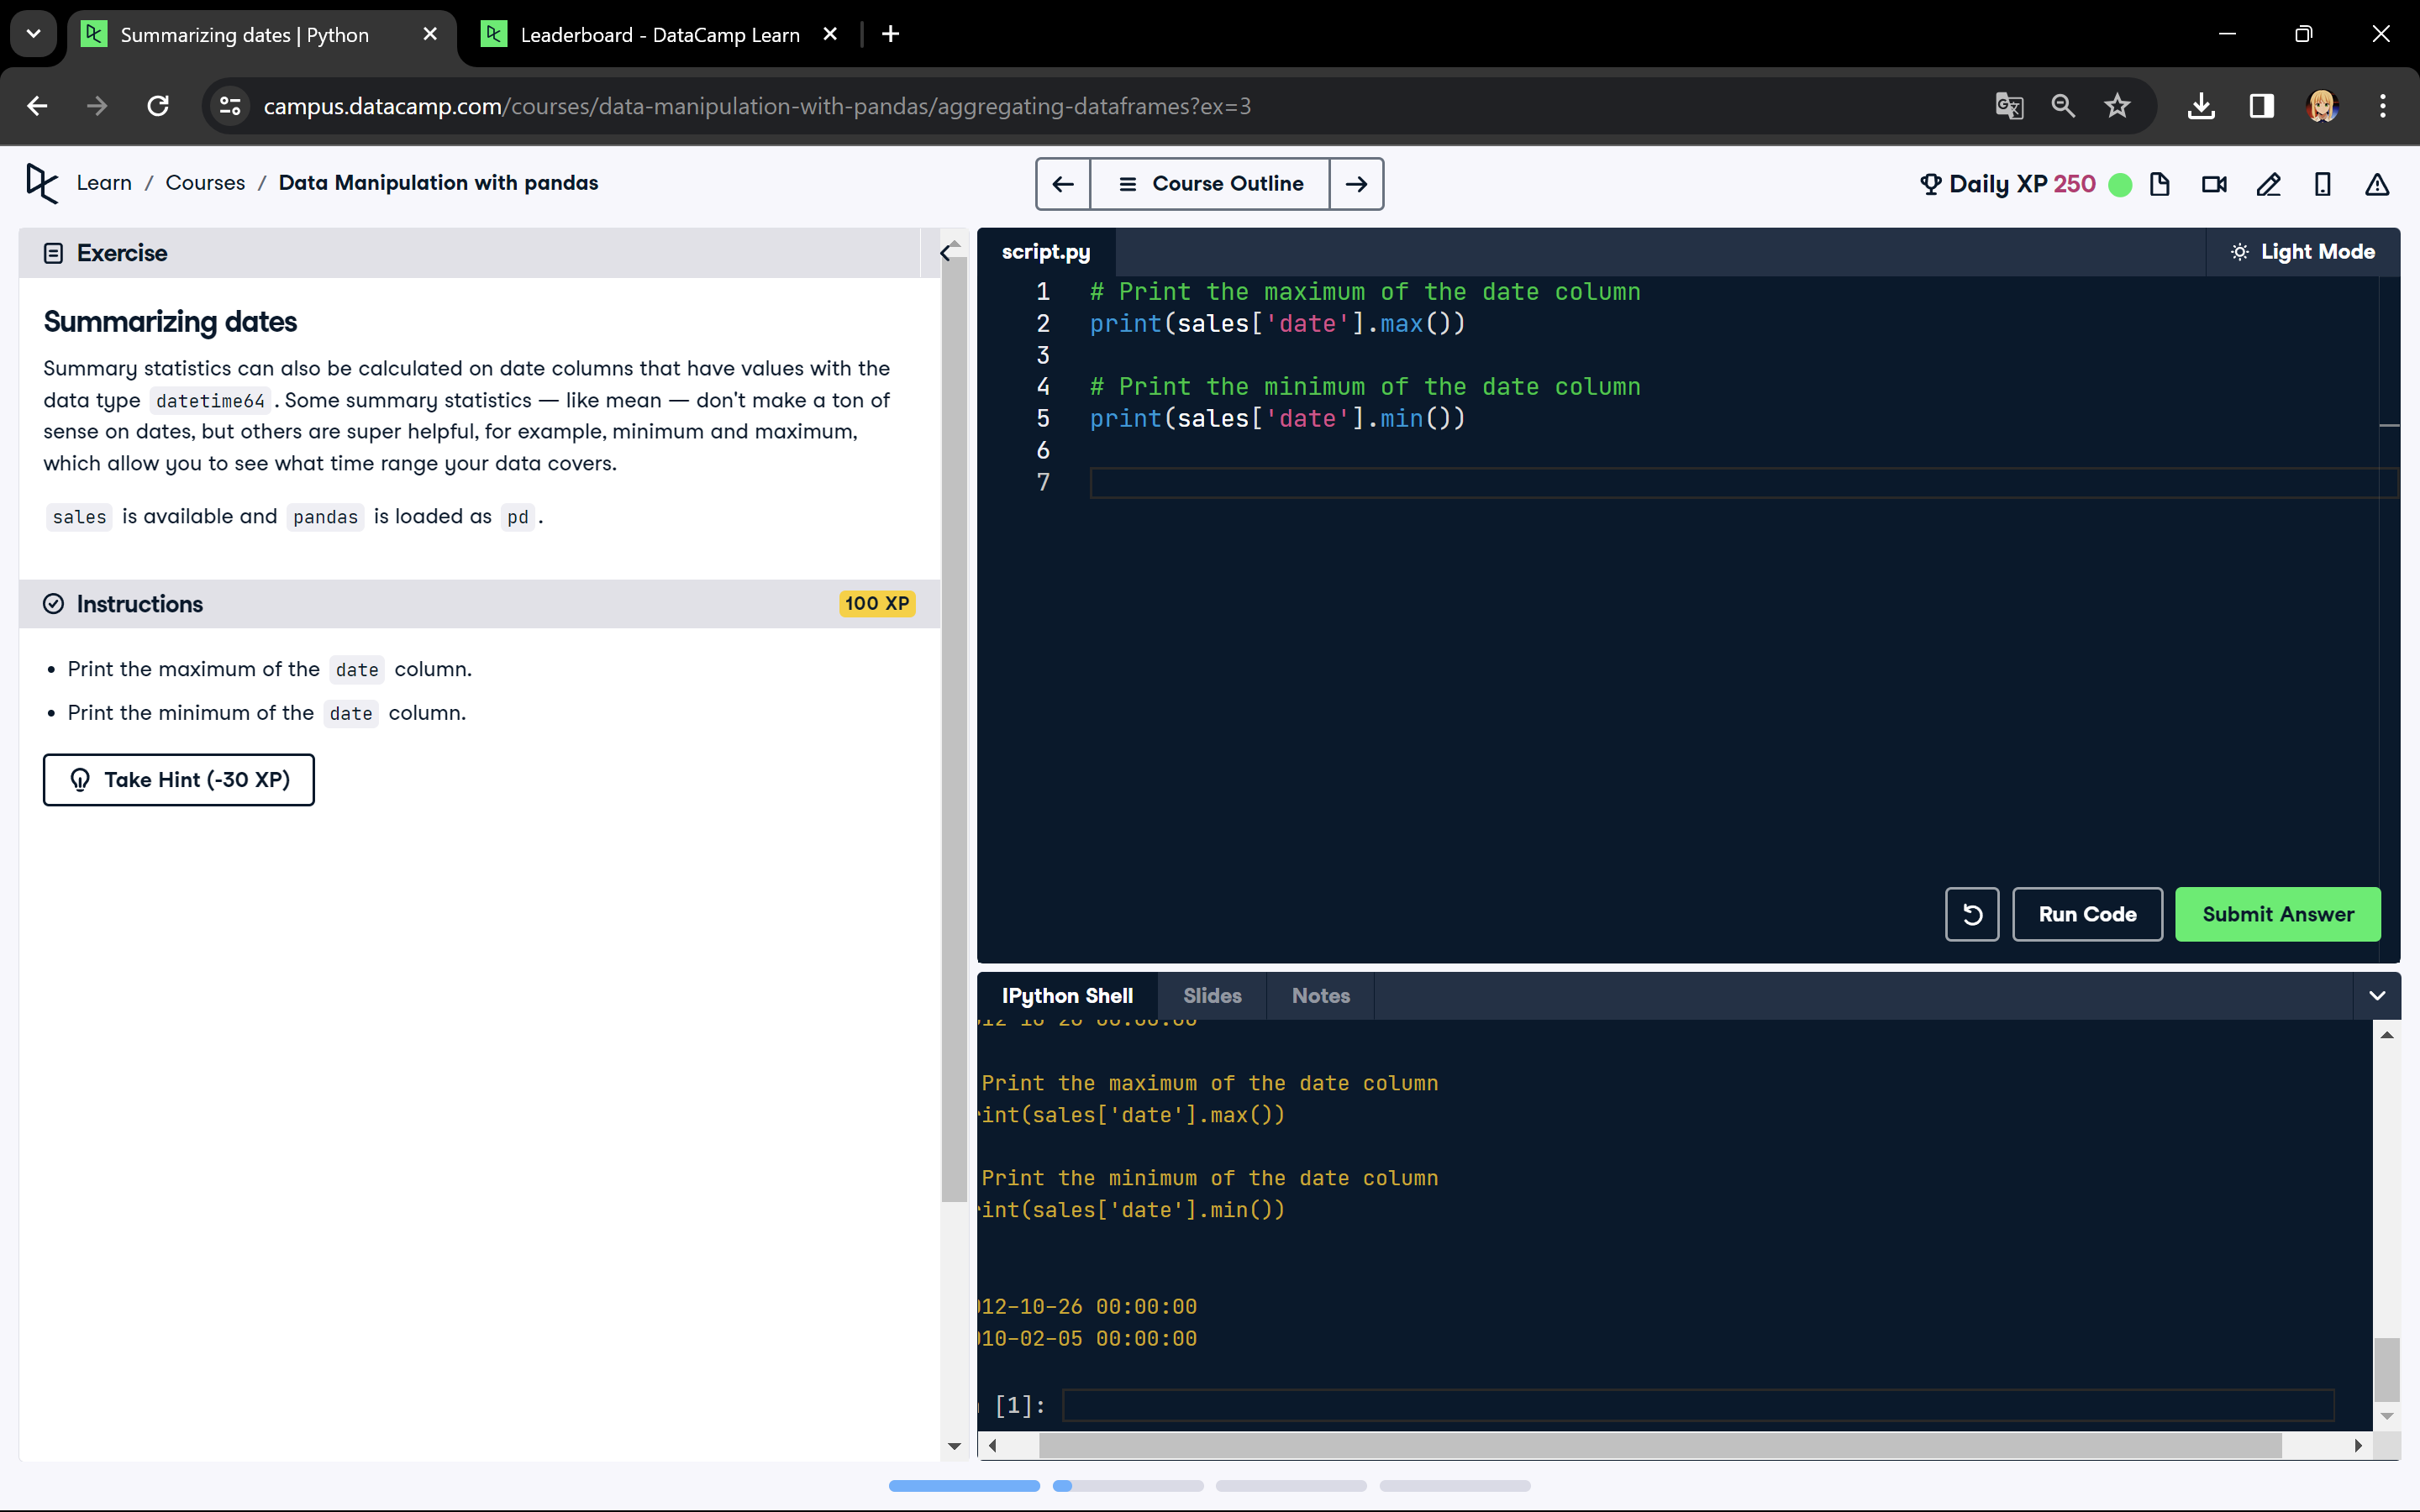 Summarizing dates | Python
Leaderboard - DataCamp Learn
campus.datacamp.com/courses/data-manipulation-with-pandas/aggregating-dataframes?ex=3
Learn / Courses / Data Manipulation with pandas
Course Outline
Daily XP 250
Exercise
Summarizing dates
Summary statistics can also be calculated on date columns that have values with the
data type datetime64. Some summary statistics — like mean — don't make a ton of
sense on dates, but others are super helpful, for example, minimum and maximum,
which allow you to see what time range your data covers.
sales is available and pandas is loaded as pd.
Instructions
100 XP
• Print the maximum of the date column.
• Print the minimum of the date column.
Take Hint (-30 XP)
script.py
Light Mode
1 # Print the maximum of the date column
2 print(sales['date'].max())
3
4 # Print the minimum of the date column
5 print(sales['date'].min())
6
7
Run Code
Submit Answer
IPython Shell
Slides
Notes
12-10-26 00:00:00
Print the maximum of the date column
int(sales['date'].max())
Print the minimum of the date column
int(sales['date'].min())
12-10-26 00:00:00
10-02-05 00:00:00
[1]: